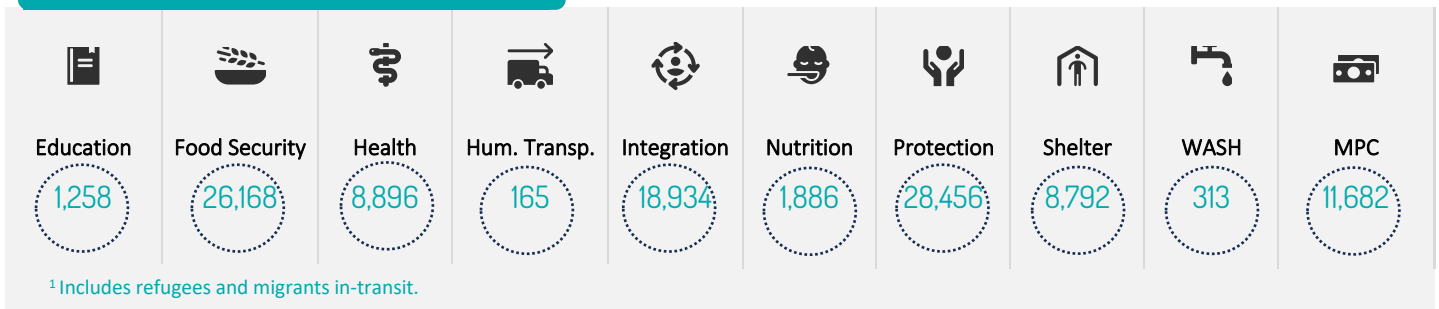 Education Food Security Health Hum. Transp. Integration Nutrition Protection Shelter WASH MPC
1,258 26,168 8,896 165 18,934 1,886 28,456 8,792 313 11,682
1 Includes refugees and migrants in-transit.